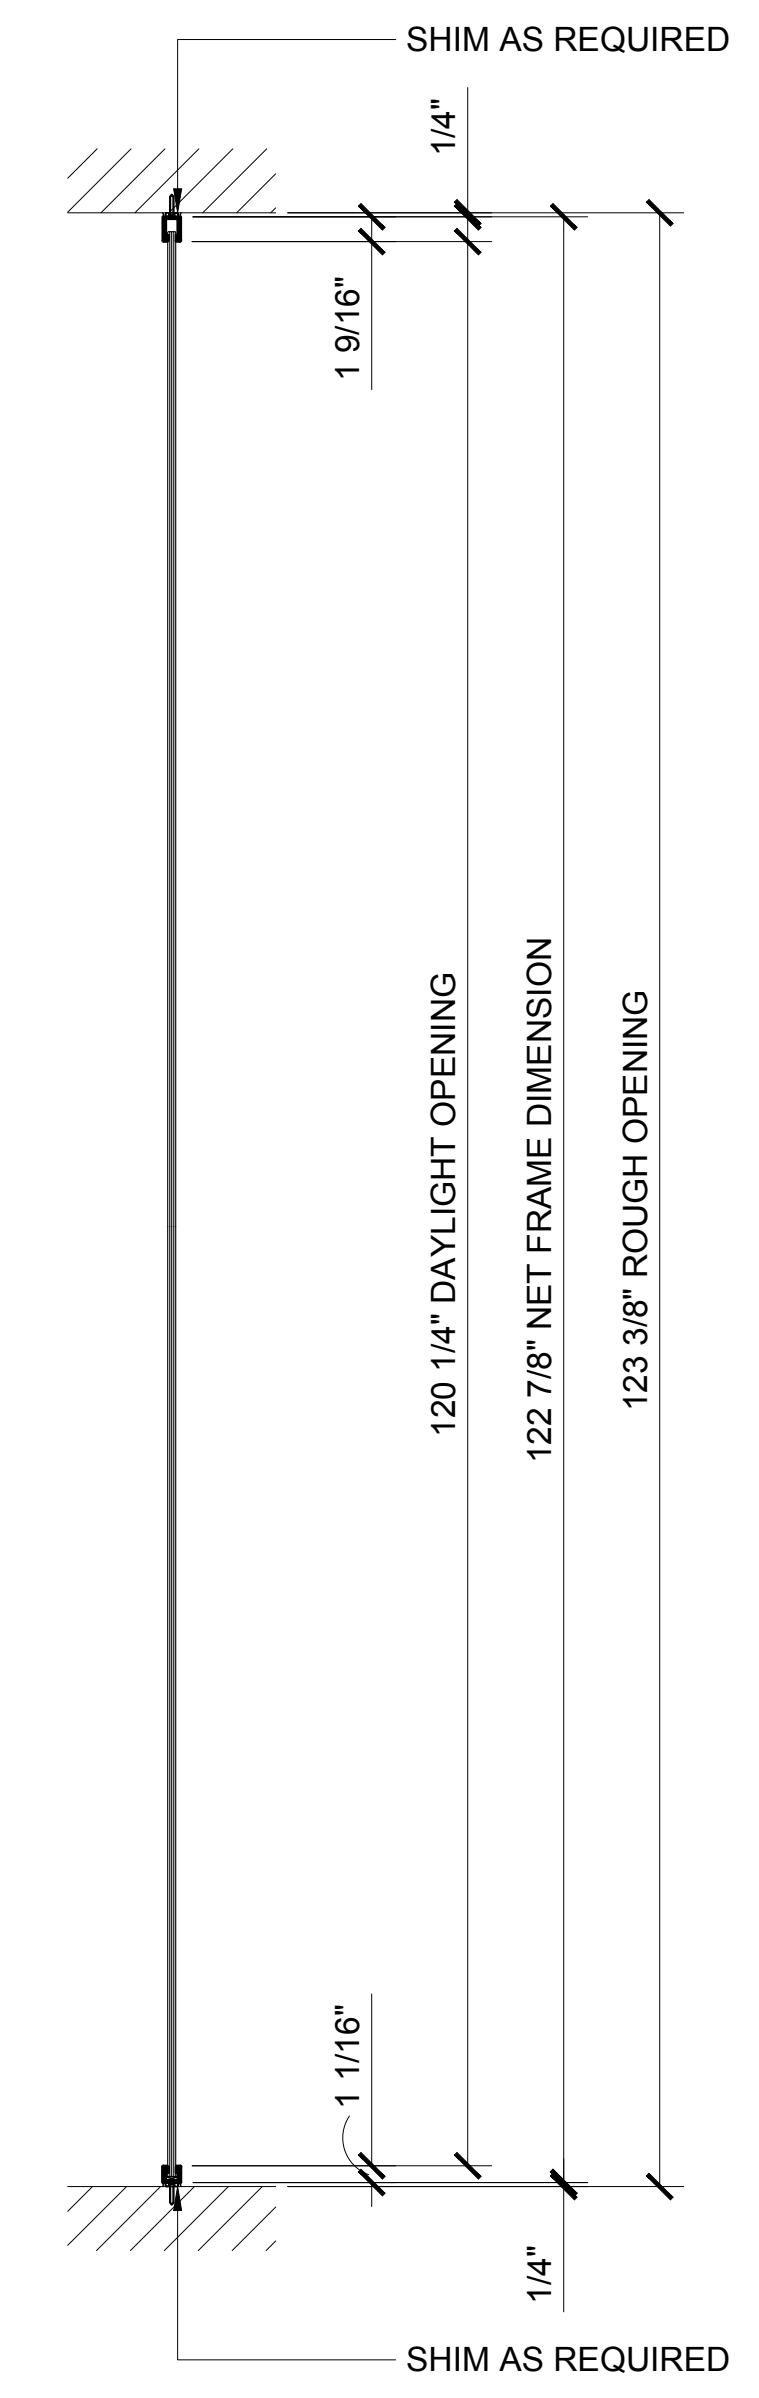 SHIM AS REQUIRED
1/4"
1 9/16"
120 1/4" DAYLIGHT OPENING
122 7/8" NET FRAME DIMENSION
123 3/8" ROUGH OPENING
1 1/16"
1/4"
SHIM AS REQUIRED